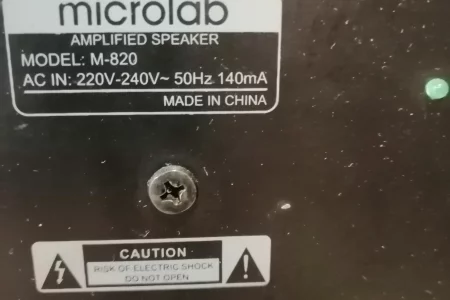 microlab
AMPLIFIED SPEAKER
MODEL: M-820
AC IN: 220V-240V~ 50Hz 140mA
MADE IN CHINA
CAUTION
RISK OF ELECTRIC SHOCK
DO NOT OPEN